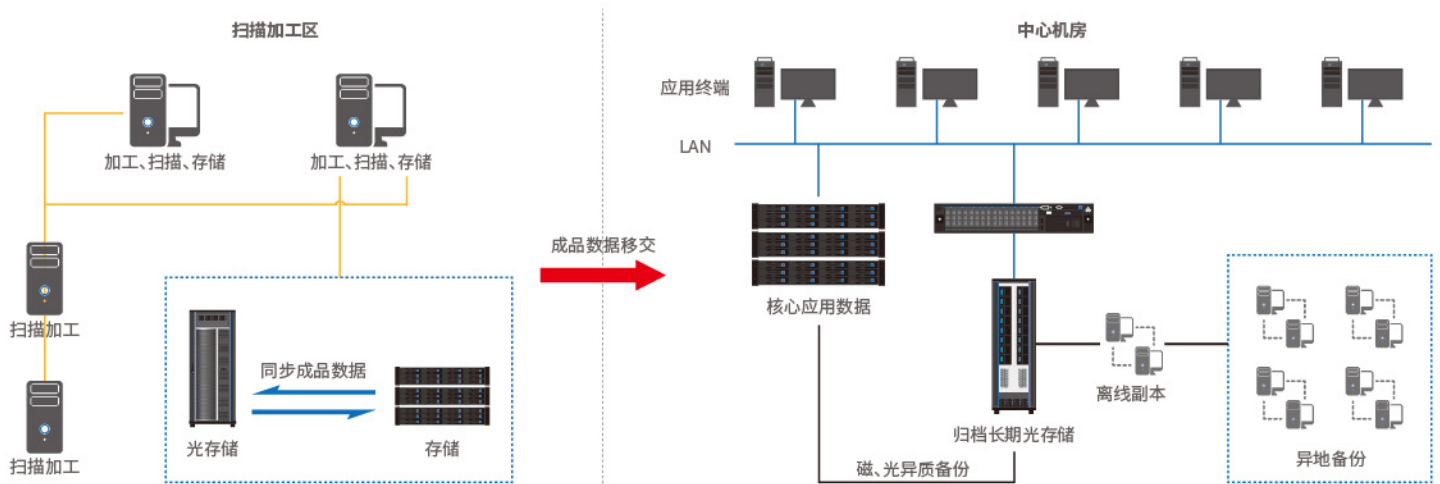 扫描加工区
中心机房
应用终端
LAN
加工、扫描、存储
加工、扫描、存储
扫描加工
扫描加工
同步成品数据
光存储
存储
成品数据移交
核心应用数据
归档长期光存储
磁、光异质备份
离线副本
异地备份